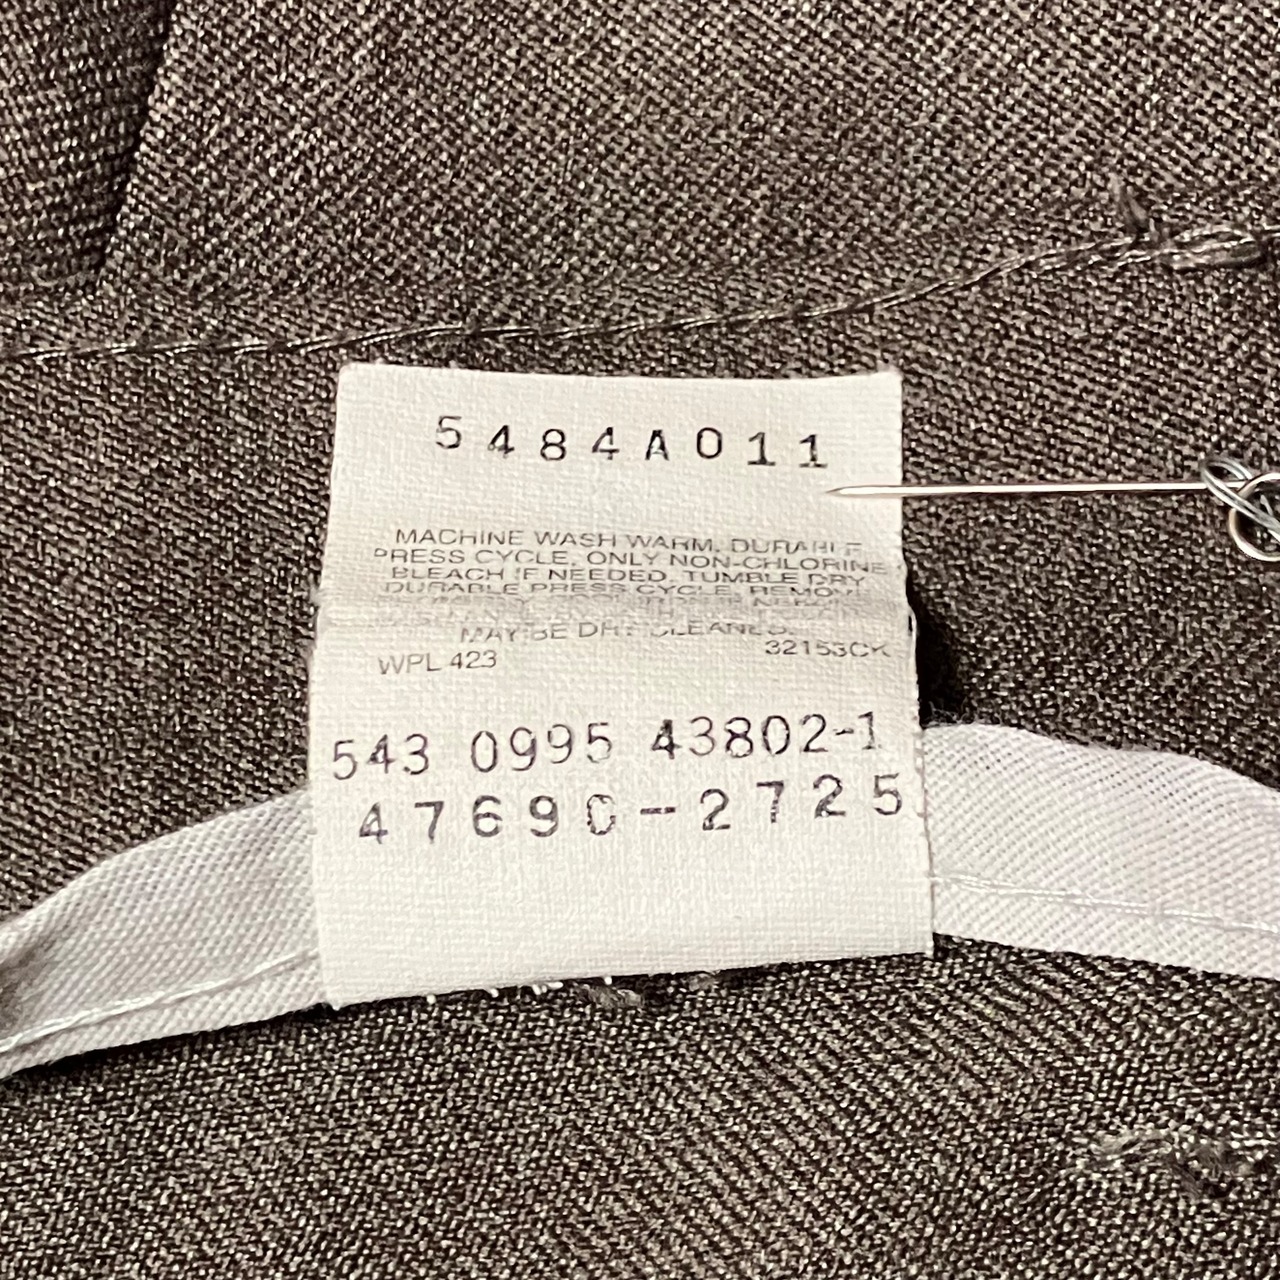 5484A011
MACHINE WASH WARM, DURABLE
PRESS CYCLE, ONLY NON-CHLORINE
BLEACH IF NEEDED, TUMBLE DRY
DURABLE PRESS CYCLE, REMOVE
MAY BE DRY CLEANED
32153CK
WPL 423
543 0995 43802-1
47690-2725